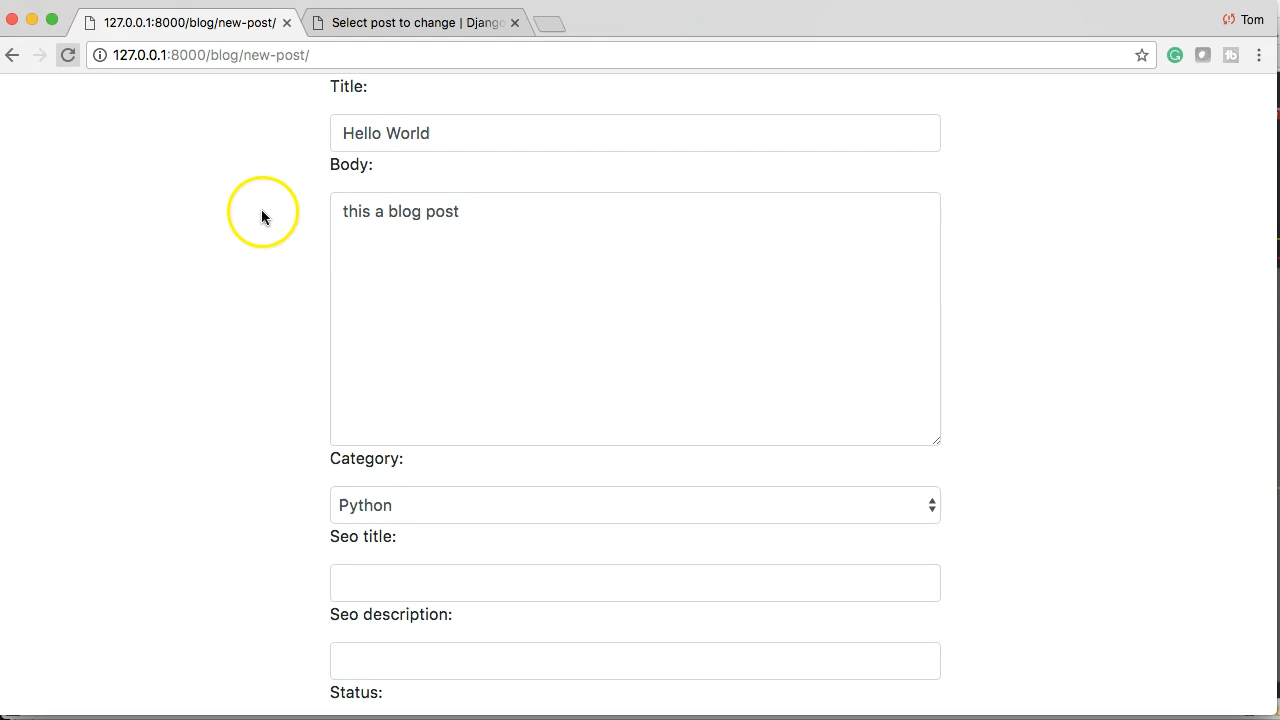 127.0.0.1:8000/blog/new-post/
Select post to change | Django
Tom
127.0.0.1:8000/blog/new-post/
Title:
Hello World
Body:
this a blog post
Category:
Python
Seo title:
Seo description:
Status: